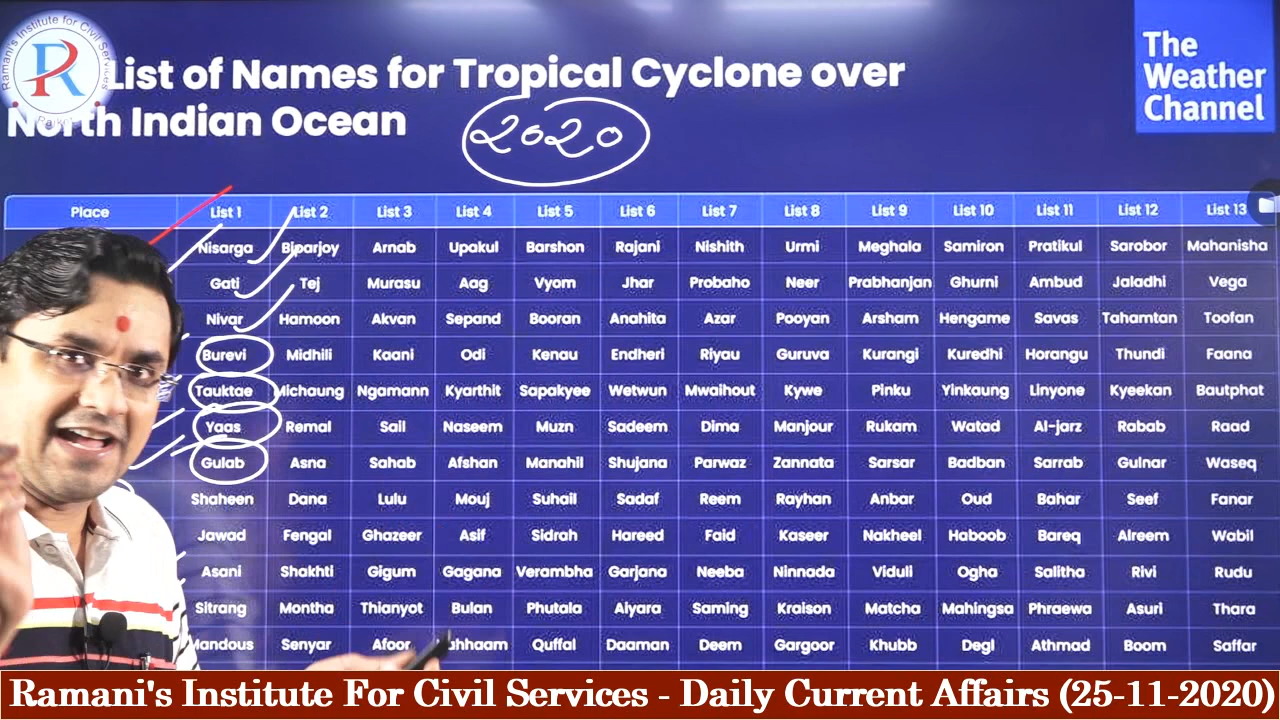 Ramani's Institute for Civil Services
R
Rajkot
List of Names for Tropical Cyclone over
North Indian Ocean
2020
The
Weather
Channel
Place List 1 List 2 List 3 List 4 List 5 List 6 List 7 List 8 List 9 List 10 List 11 List 12 List 13
Nisarga Biparjoy Arnab Upakul Barshon Rajani Nishith Urmi Meghala Samiron Pratikul Sarobor Mahanisha
Gati Tej Murasu Aag Vyom Jhar Probaho Neer Prabhanjan Ghurni Ambud Jaladhi Vega
Nivar Hamoon Akvan Sepand Booran Anahita Azar Pooyan Arsham Hengame Savas Tahamtan Toofan
Burevi Midhili Kaani Odi Kenau Endheri Riyau Guruva Kurangi Kuredhi Horangu Thundi Faana
Tauktae Michaung Ngamann Kyarthit Sapakyee Wetwun Mwaihout Kywe Pinku Yinkaung Linyone Kyeekan Bautphat
Yaas Remal Sail Naseem Muzn Sadeem Dima Manjour Rukam Watad Al-jarz Rabab Raad
Gulab Asna Sahab Afshan Manahil Shujana Parwaz Zannata Sarsar Badban Sarrab Gulnar Waseq
Shaheen Dana Lulu Mouj Suhail Sadaf Reem Rayhan Anbar Oud Bahar Seef Fanar
Jawad Fengal Ghazeer Asif Sidrah Hareed Faid Kaseer Nakheel Haboob Bareq Alreem Wabil
Asani Shakhti Gigum Gagana Verambha Garjana Neeba Ninnada Viduli Ogha Salitha Rivi Rudu
Sitrang Montha Thianyot Bulan Phutala Aiyara Saming Kraison Matcha Mahingsa Phraewa Asuri Thara
Mandous Senyar Afoor Quffal Daaman Deem Gargoor Khubb Degl Athmad Boom Saffar
Ramani's Institute For Civil Services - Daily Current Affairs (25-11-2020)